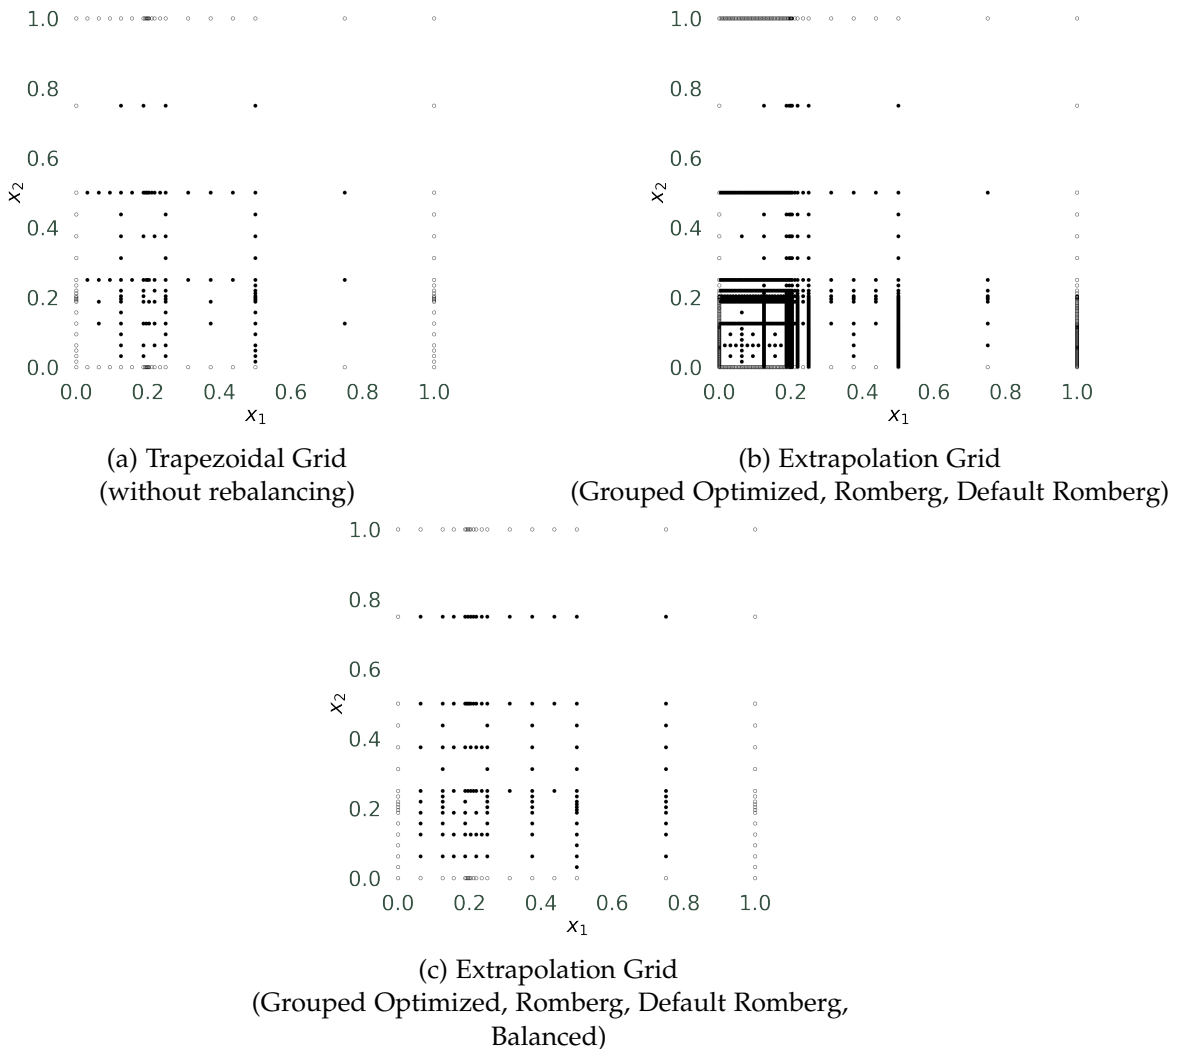 1.0
0.8
0.6
x2
0.4
0.2
0.0
0.0 0.2 0.4 0.6 0.8 1.0
x1
(a) Trapezoidal Grid
(without rebalancing)
1.0
0.8
0.6
x2
0.4
0.2
0.0
0.0 0.2 0.4 0.6 0.8 1.0
x1
(b) Extrapolation Grid
(Grouped Optimized, Romberg, Default Romberg)
1.0
0.8
0.6
x2
0.4
0.2
0.0
0.0 0.2 0.4 0.6 0.8 1.0
x1
(c) Extrapolation Grid
(Grouped Optimized, Romberg, Default Romberg,
Balanced)